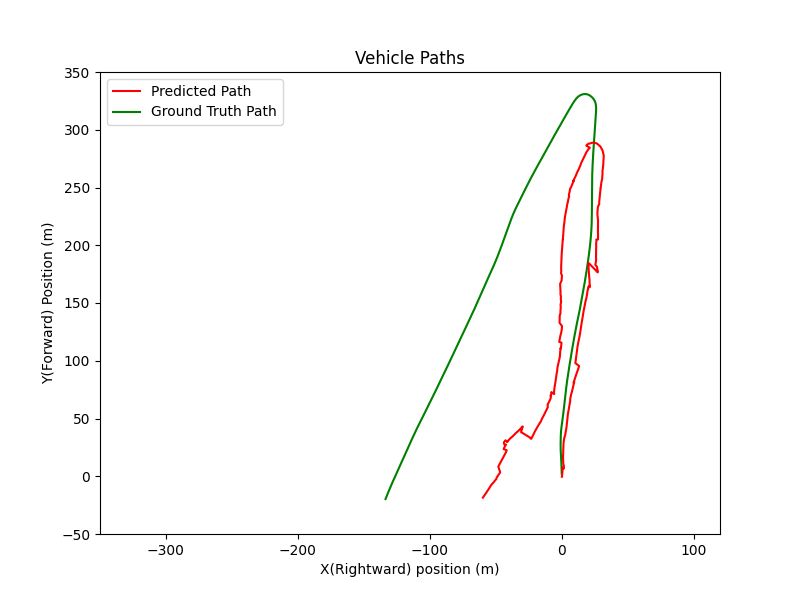 Vehicle Paths
Predicted Path
Ground Truth Path
350
300
250
200
150
100
50
0
−50
Y(Forward) Position (m)
−300
−200
−100
0
100
X(Rightward) position (m)